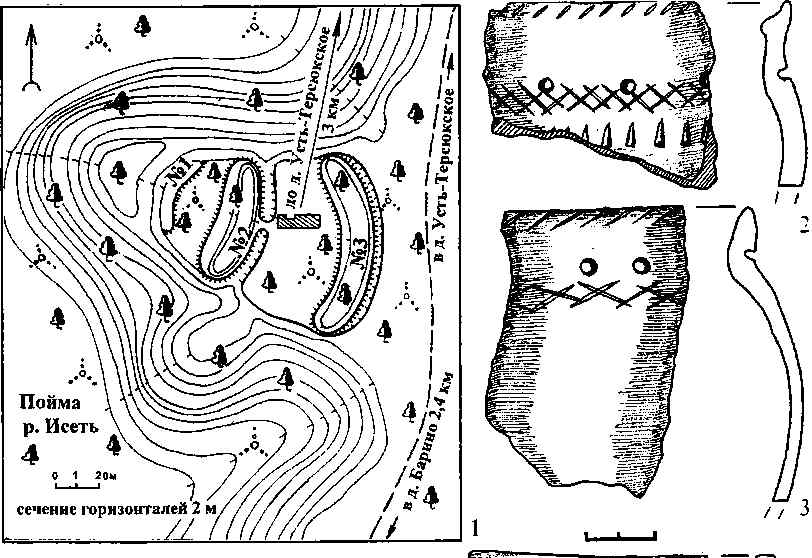 до д. Усть-Терсюкское
3 км
в д. Усть-Терсюкское
№1
№2
№3
Пойма
р. Исеть
0 1 20м
сечение горизонталей 2 м
в д. Барино 2,4 км
1
2
3